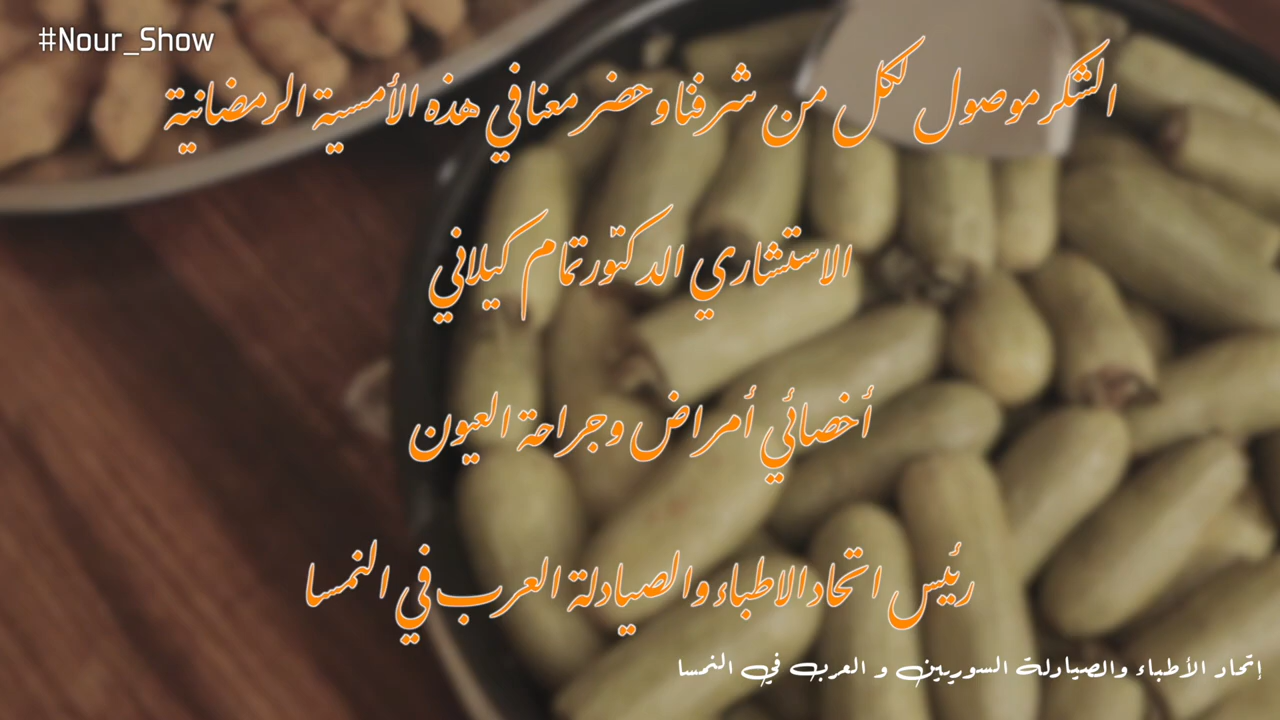 #Nour_Show
الشكر موصول لكل من شرفنا وحضر معنا في هذه الأمسية الرمضانية
الاستشاري الدكتور تمام كيلاني
أخصائي أمراض وجراحة العيون
رئيس اتحاد الاطباء والصيادلة العرب في النمسا
إتحاد الأطباء والصيادلة السوريين و العرب في النمسا